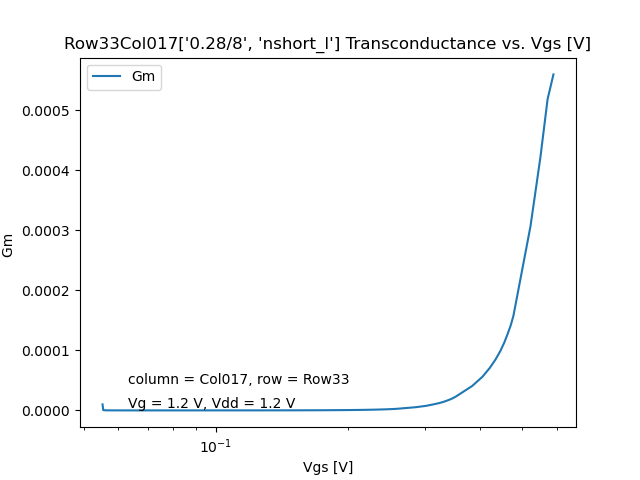 Row33Col017['0.28/8', 'nshort_l'] Transconductance vs. Vgs [V]
Gm
0.0005
0.0004
0.0003
0.0002
0.0001
0.0000
Gm
column = Col017, row = Row33
Vg = 1.2 V, Vdd = 1.2 V
10⁻¹
Vgs [V]